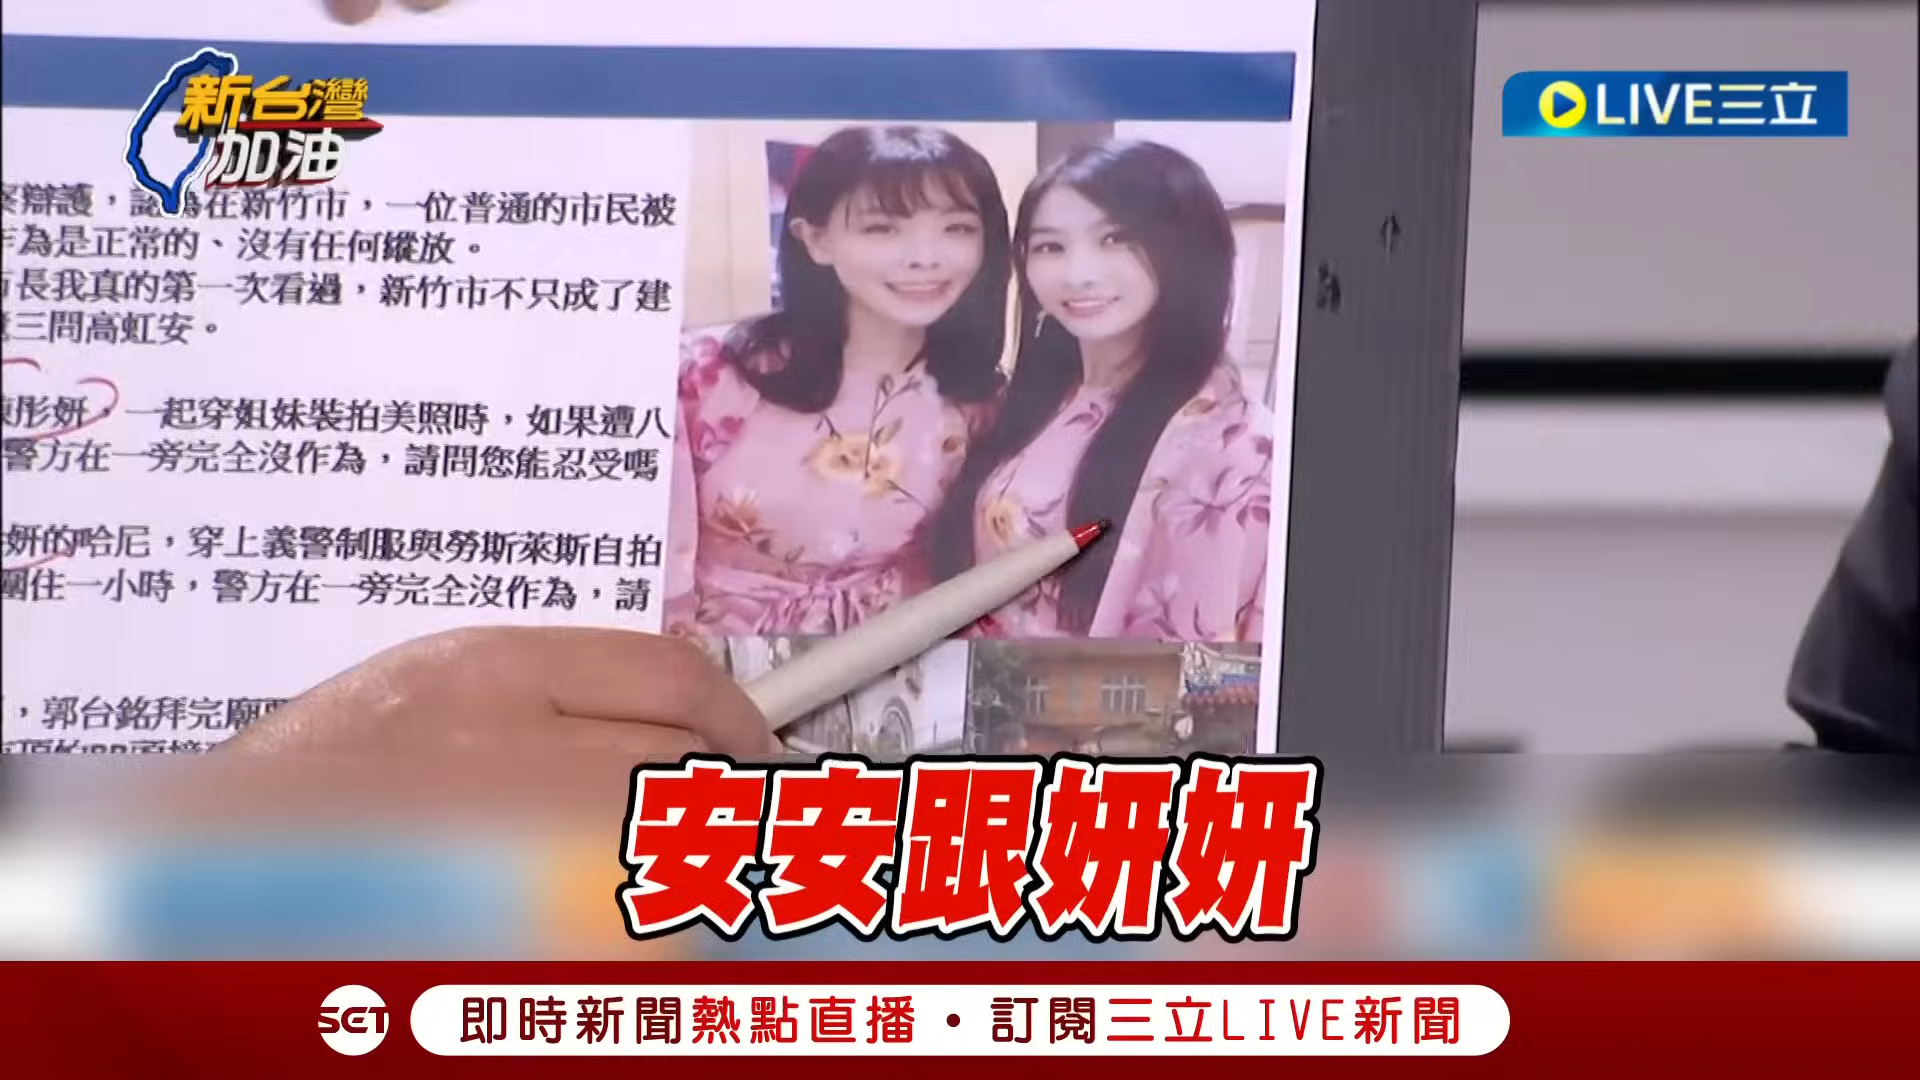 新台灣
加油
LIVE三立
辯護，認為在新竹市，一位普通的市民被
作為是正常的、沒有任何縱放。
市長我真的第一次看過，新竹市不只成了建
三問高虹安。
陳彤妍，一起穿姐妹裝拍美照時，如果遭八
警方在一旁完全沒作為，請問您能忍受嗎
妍的哈尼，穿上義警制服與勞斯萊斯自拍
圍住一小時，警方在一旁完全沒作為，請
，郭台銘拜完廟
安安跟妍妍
SET 即時新聞熱點直播・訂閱三立LIVE新聞